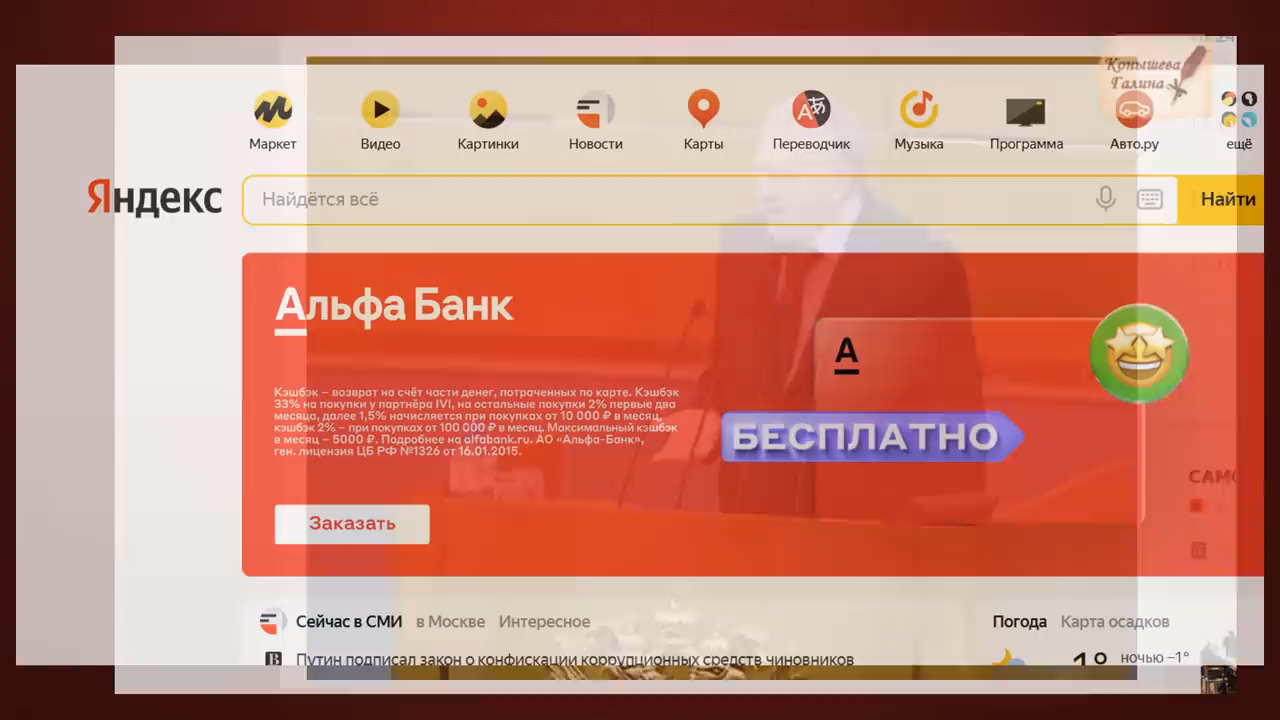 Конышева
Галина
Маркет
Видео
Картинки
Новости
Карты
Переводчик
Музыка
Программа
Авто.ру
ещё
Яндекс
Найдётся всё
Найти
Альфа Банк
А
Кэшбэк – возврат на счёт части денег, потраченных по карте. Кэшбэк
33% на покупки у партнёра IVI, на остальные покупки 2% первые два
месяца, далее 1,5% начисляется при покупках от 10 000 ₽ в месяц,
кэшбэк 2% – при покупках от 100 000 ₽ в месяц. Максимальный кэшбэк
в месяц – 5000 ₽. Подробнее на alfabank.ru. АО «Альфа-Банк»,
ген. лицензия ЦБ РФ №1326 от 16.01.2015.
БЕСПЛАТНО
Заказать
Сейчас в СМИ в Москве Интересное
Путин подписал закон о конфискации коррупционных средств чиновников
Погода Карта осадков
ночью –1°